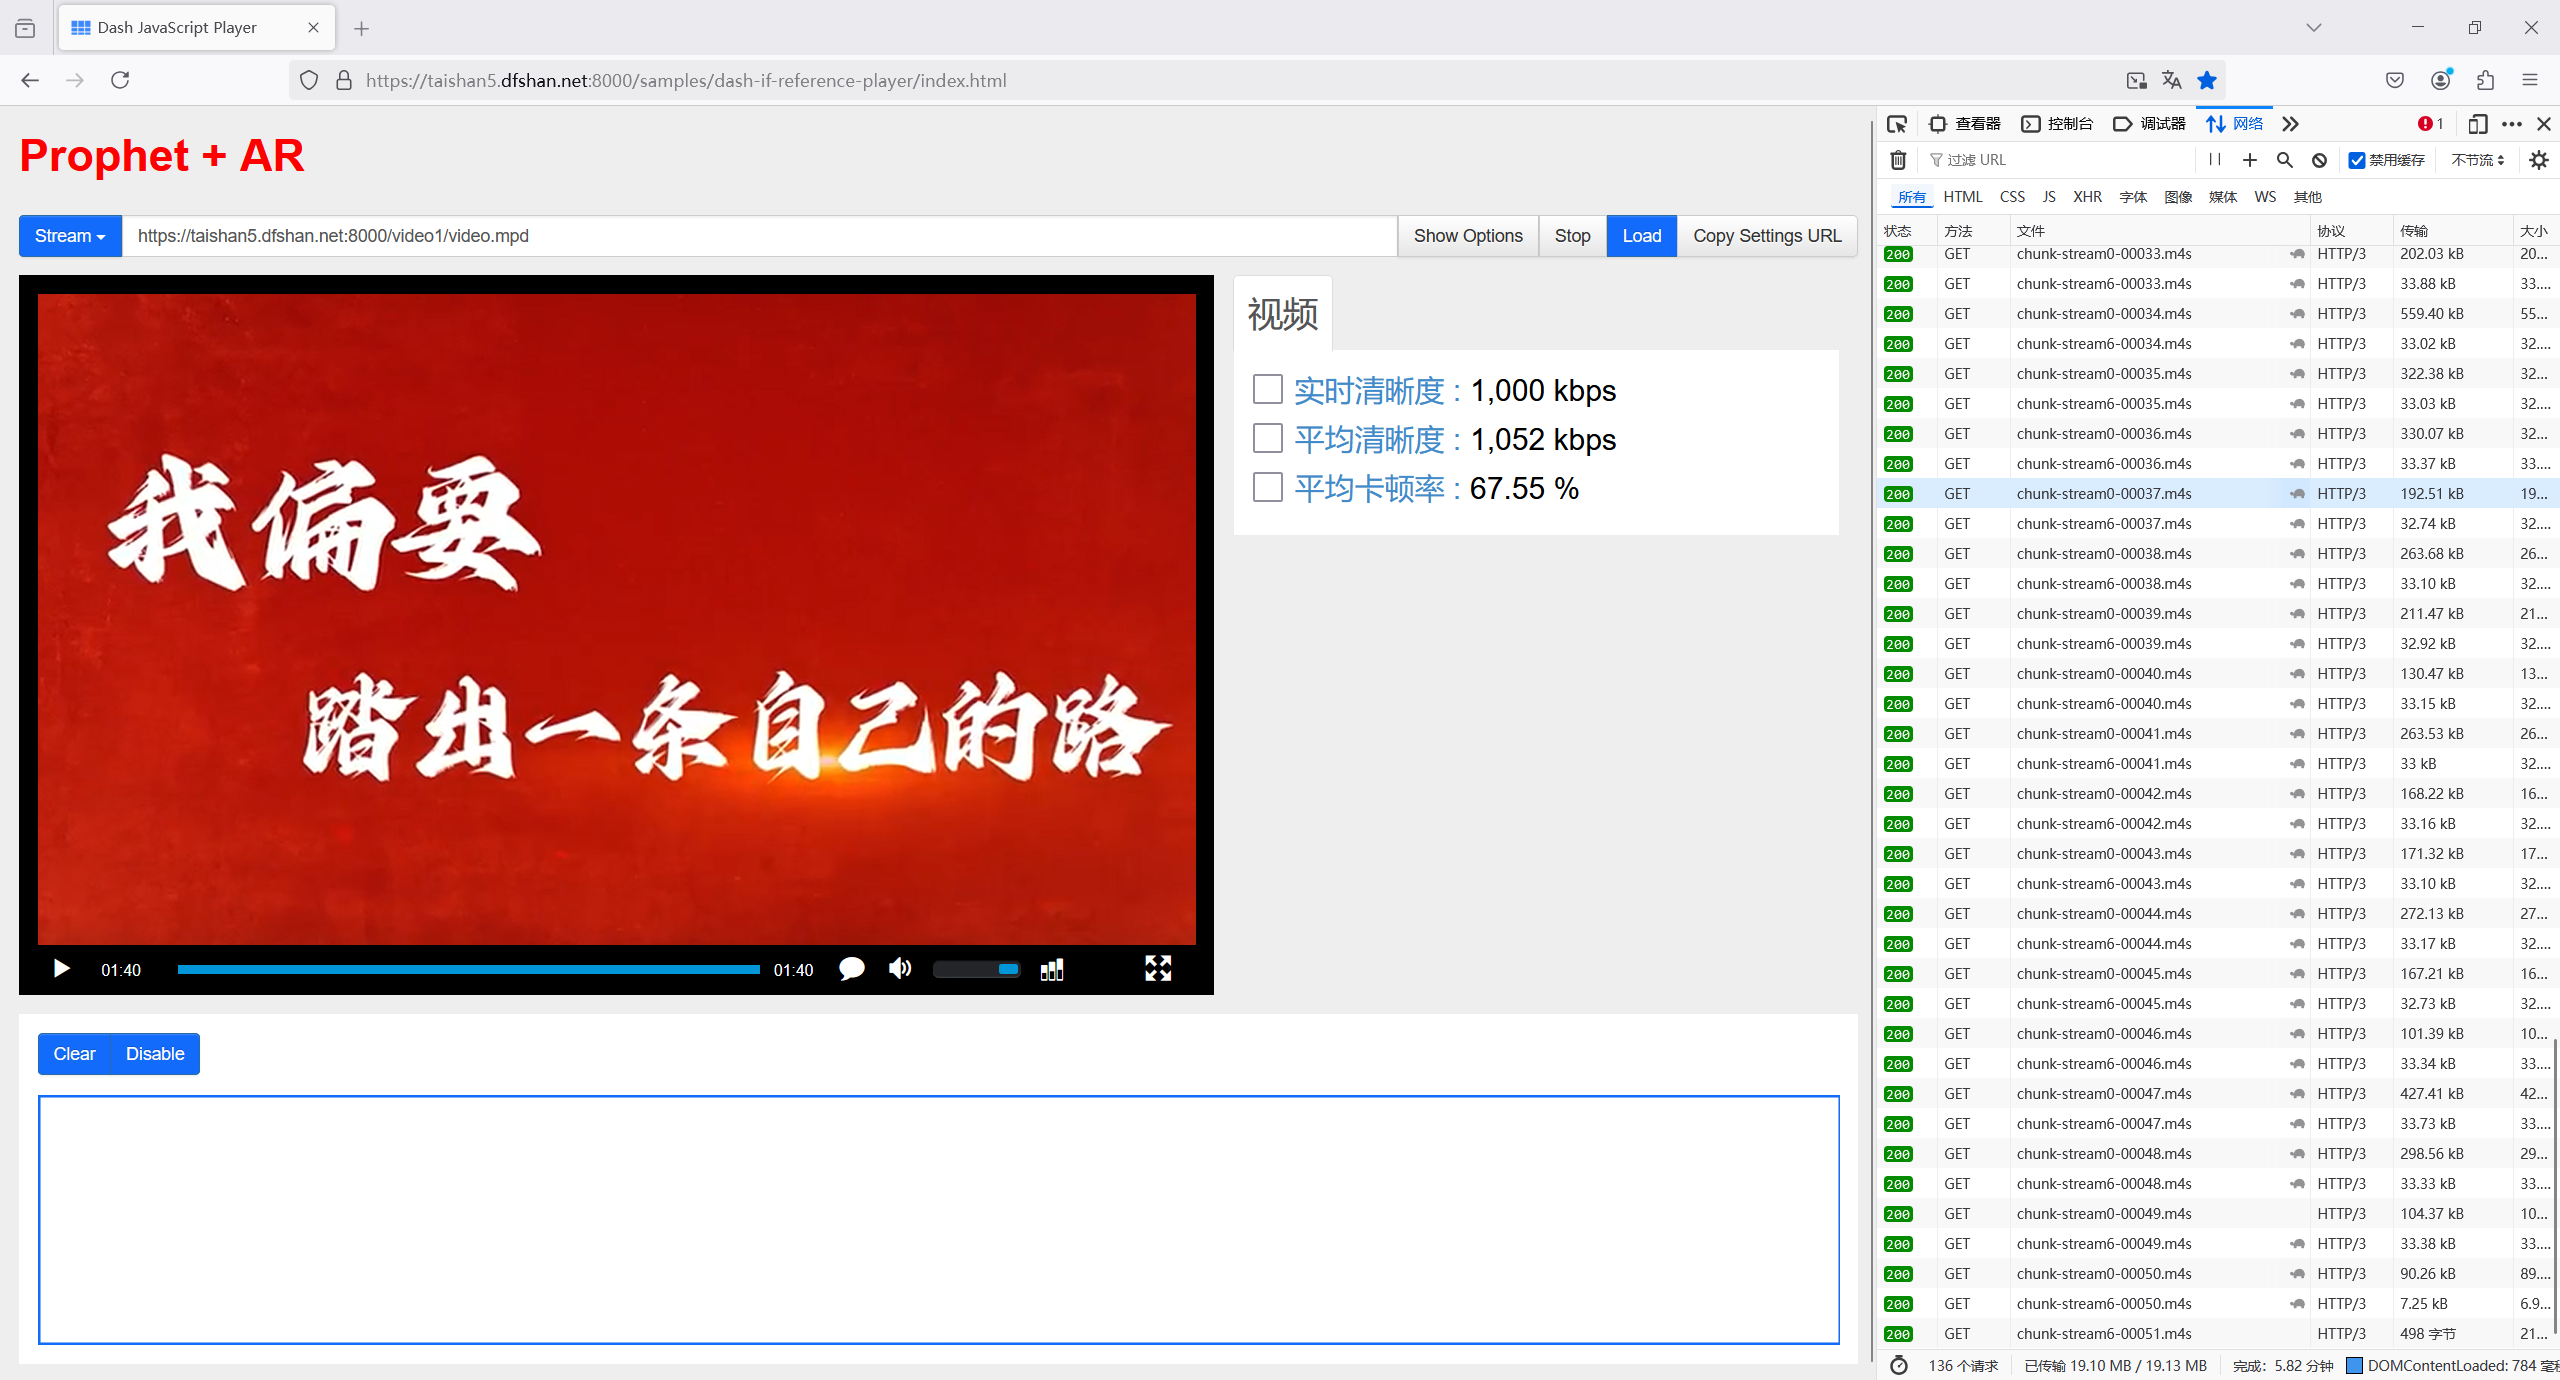 Dash JavaScript Player
https://taishan5.dfshan.net:8000/samples/dash-if-reference-player/index.html
Prophet + AR
Stream
https://taishan5.dfshan.net:8000/video1/video.mpd
Show Options
Stop
Load
Copy Settings URL
我偏要
踏出一条自己的路
01:40
01:40
视频
实时清晰度 : 1,000 kbps
平均清晰度 : 1,052 kbps
平均卡顿率 : 67.55 %
Clear
Disable
查看器 控制台 调试器 网络 1
过滤 URL 禁用缓存 不节流
所有 HTML CSS JS XHR 字体 图像 媒体 WS 其他
状态 方法 文件 协议 传输 大小
200 GET chunk-stream0-00033.m4s HTTP/3 202.03 kB 20...
200 GET chunk-stream6-00033.m4s HTTP/3 33.88 kB 33....
200 GET chunk-stream0-00034.m4s HTTP/3 559.40 kB 55...
200 GET chunk-stream6-00034.m4s HTTP/3 33.02 kB 32....
200 GET chunk-stream0-00035.m4s HTTP/3 322.38 kB 32...
200 GET chunk-stream6-00035.m4s HTTP/3 33.03 kB 32....
200 GET chunk-stream0-00036.m4s HTTP/3 330.07 kB 32...
200 GET chunk-stream6-00036.m4s HTTP/3 33.37 kB 33....
200 GET chunk-stream0-00037.m4s HTTP/3 192.51 kB 19...
200 GET chunk-stream6-00037.m4s HTTP/3 32.74 kB 32....
200 GET chunk-stream0-00038.m4s HTTP/3 263.68 kB 26...
200 GET chunk-stream6-00038.m4s HTTP/3 33.10 kB 32....
200 GET chunk-stream0-00039.m4s HTTP/3 211.47 kB 21...
200 GET chunk-stream6-00039.m4s HTTP/3 32.92 kB 32....
200 GET chunk-stream0-00040.m4s HTTP/3 130.47 kB 13...
200 GET chunk-stream6-00040.m4s HTTP/3 33.15 kB 32....
200 GET chunk-stream0-00041.m4s HTTP/3 263.53 kB 26...
200 GET chunk-stream6-00041.m4s HTTP/3 33 kB 32....
200 GET chunk-stream0-00042.m4s HTTP/3 168.22 kB 16...
200 GET chunk-stream6-00042.m4s HTTP/3 33.16 kB 32....
200 GET chunk-stream0-00043.m4s HTTP/3 171.32 kB 17...
200 GET chunk-stream6-00043.m4s HTTP/3 33.10 kB 32....
200 GET chunk-stream0-00044.m4s HTTP/3 272.13 kB 27...
200 GET chunk-stream6-00044.m4s HTTP/3 33.17 kB 32....
200 GET chunk-stream0-00045.m4s HTTP/3 167.21 kB 16...
200 GET chunk-stream6-00045.m4s HTTP/3 32.73 kB 32....
200 GET chunk-stream0-00046.m4s HTTP/3 101.39 kB 10...
200 GET chunk-stream6-00046.m4s HTTP/3 33.34 kB 33....
200 GET chunk-stream0-00047.m4s HTTP/3 427.41 kB 42...
200 GET chunk-stream6-00047.m4s HTTP/3 33.73 kB 33....
200 GET chunk-stream0-00048.m4s HTTP/3 298.56 kB 29...
200 GET chunk-stream6-00048.m4s HTTP/3 33.33 kB 33....
200 GET chunk-stream0-00049.m4s HTTP/3 104.37 kB 10...
200 GET chunk-stream6-00049.m4s HTTP/3 33.38 kB 33....
200 GET chunk-stream0-00050.m4s HTTP/3 90.26 kB 89....
200 GET chunk-stream6-00050.m4s HTTP/3 7.25 kB 6.9...
200 GET chunk-stream6-00051.m4s HTTP/3 498 字节 21...
136 个请求 已传输 19.10 MB / 19.13 MB 完成: 5.82 分钟 DOMContentLoaded: 784 毫